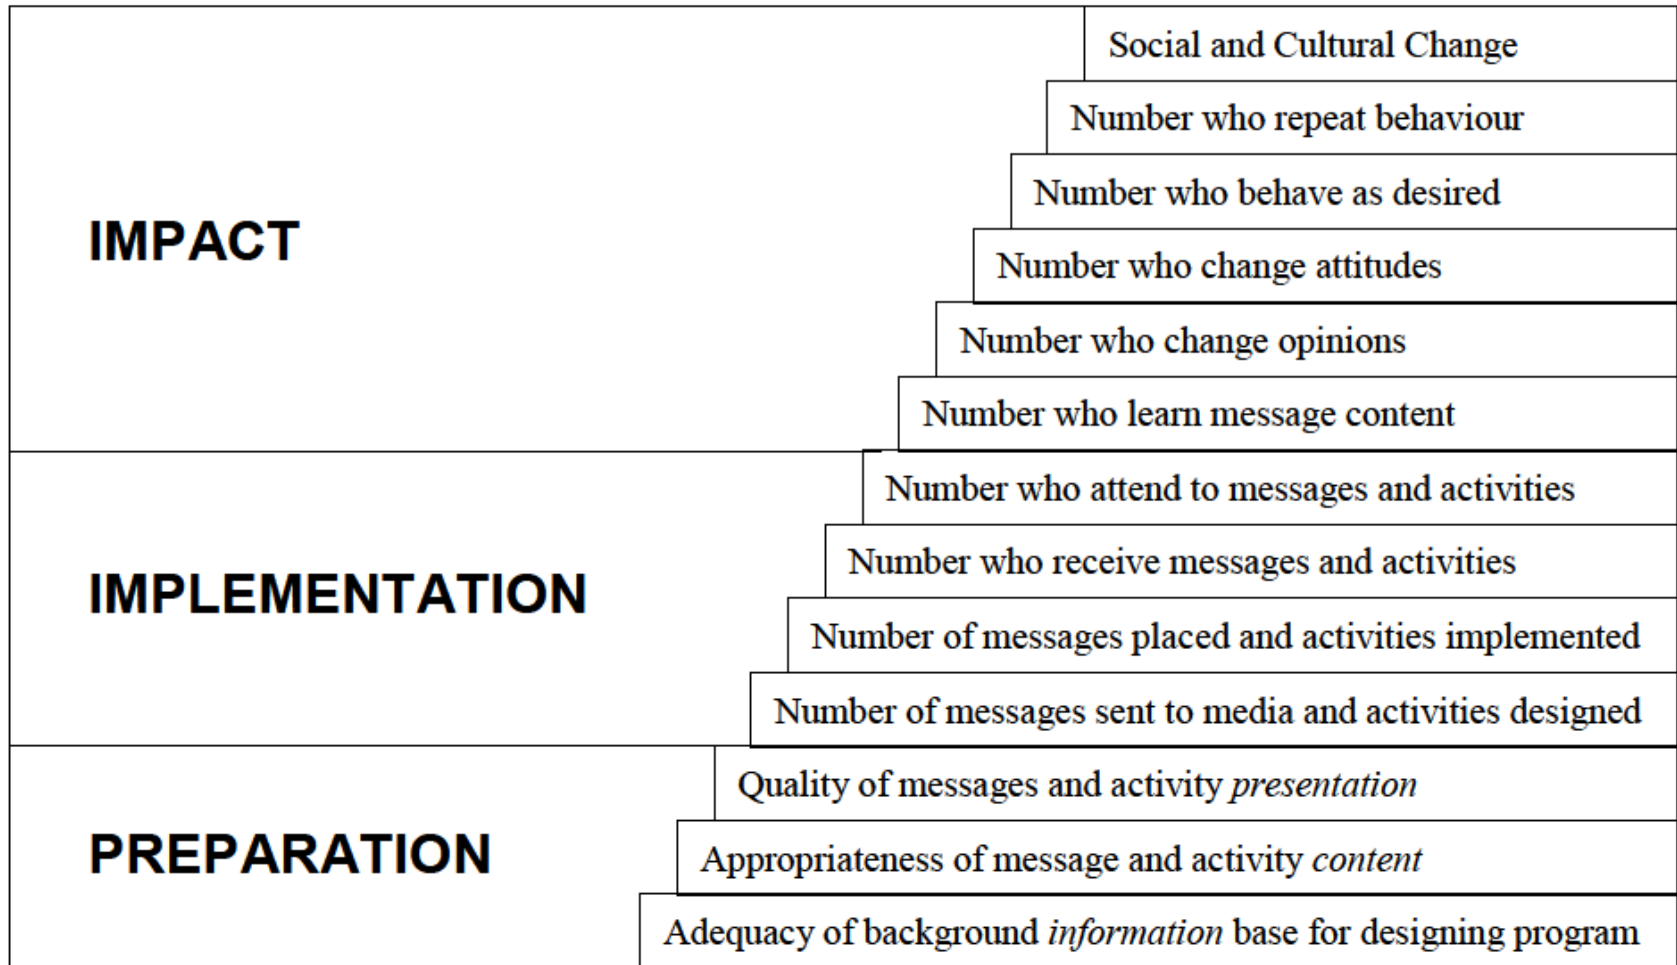 Social and Cultural Change
Number who repeat behaviour
Number who behave as desired
IMPACT
Number who change attitudes
Number who change opinions
Number who learn message content
Number who attend to messages and activities
Number who receive messages and activities
IMPLEMENTATION
Number of messages placed and activities implemented
Number of messages sent to media and activities designed
Quality of messages and activity presentation
PREPARATION
Appropriateness of message and activity content
Adequacy of background information base for designing program